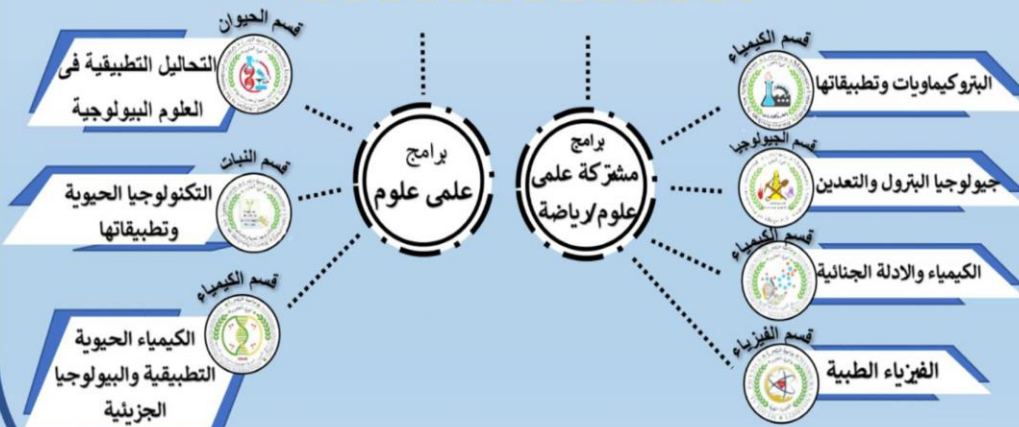 برامج
مشتركة علمى
علوم/رياضة
قسم الكيمياء
البتروكيماويات وتطبيقاتها
قسم الجيولوجيا
جيولوجيا البترول والتعدين
قسم الكيمياء
الكيمياء والادلة الجنائية
قسم الفيزياء
الفيزياء الطبية
برامج
علمى علوم
قسم الحيوان
التحاليل التطبيقية فى
العلوم البيولوجية
قسم النبات
التكنولوجيا الحيوية
وتطبيقاتها
قسم الكيمياء
الكيمياء الحيوية
التطبيقية والبيولوجيا
الجزيئية